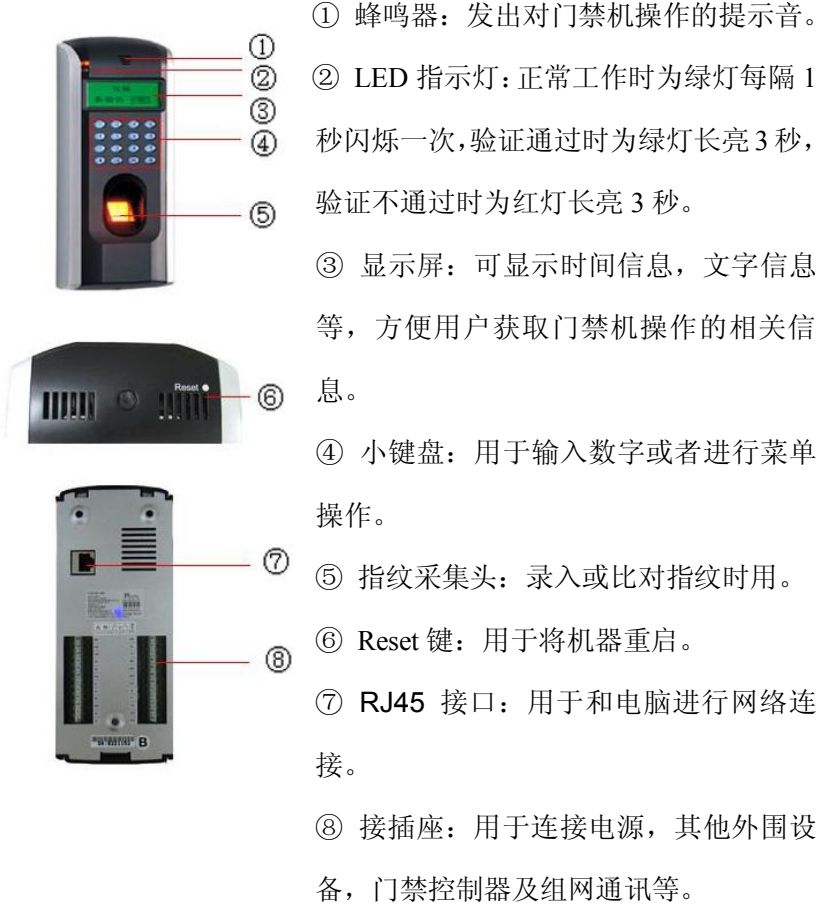 ① 蜂鸣器：发出对门禁机操作的提示音。
② LED 指示灯：正常工作时为绿灯每隔 1
秒闪烁一次，验证通过时为绿灯长亮 3 秒，
验证不通过时为红灯长亮 3 秒。
③ 显示屏：可显示时间信息，文字信息
等，方便用户获取门禁机操作的相关信
息。
④ 小键盘：用于输入数字或者进行菜单
操作。
⑤ 指纹采集头：录入或比对指纹时用。
⑥ Reset 键：用于将机器重启。
⑦ RJ45 接口：用于和电脑进行网络连
接。
⑧ 接插座：用于连接电源，其他外围设
备，门禁控制器及组网通讯等。
①
②
③
④
⑤
Reset
⑥
⑦
⑧
B